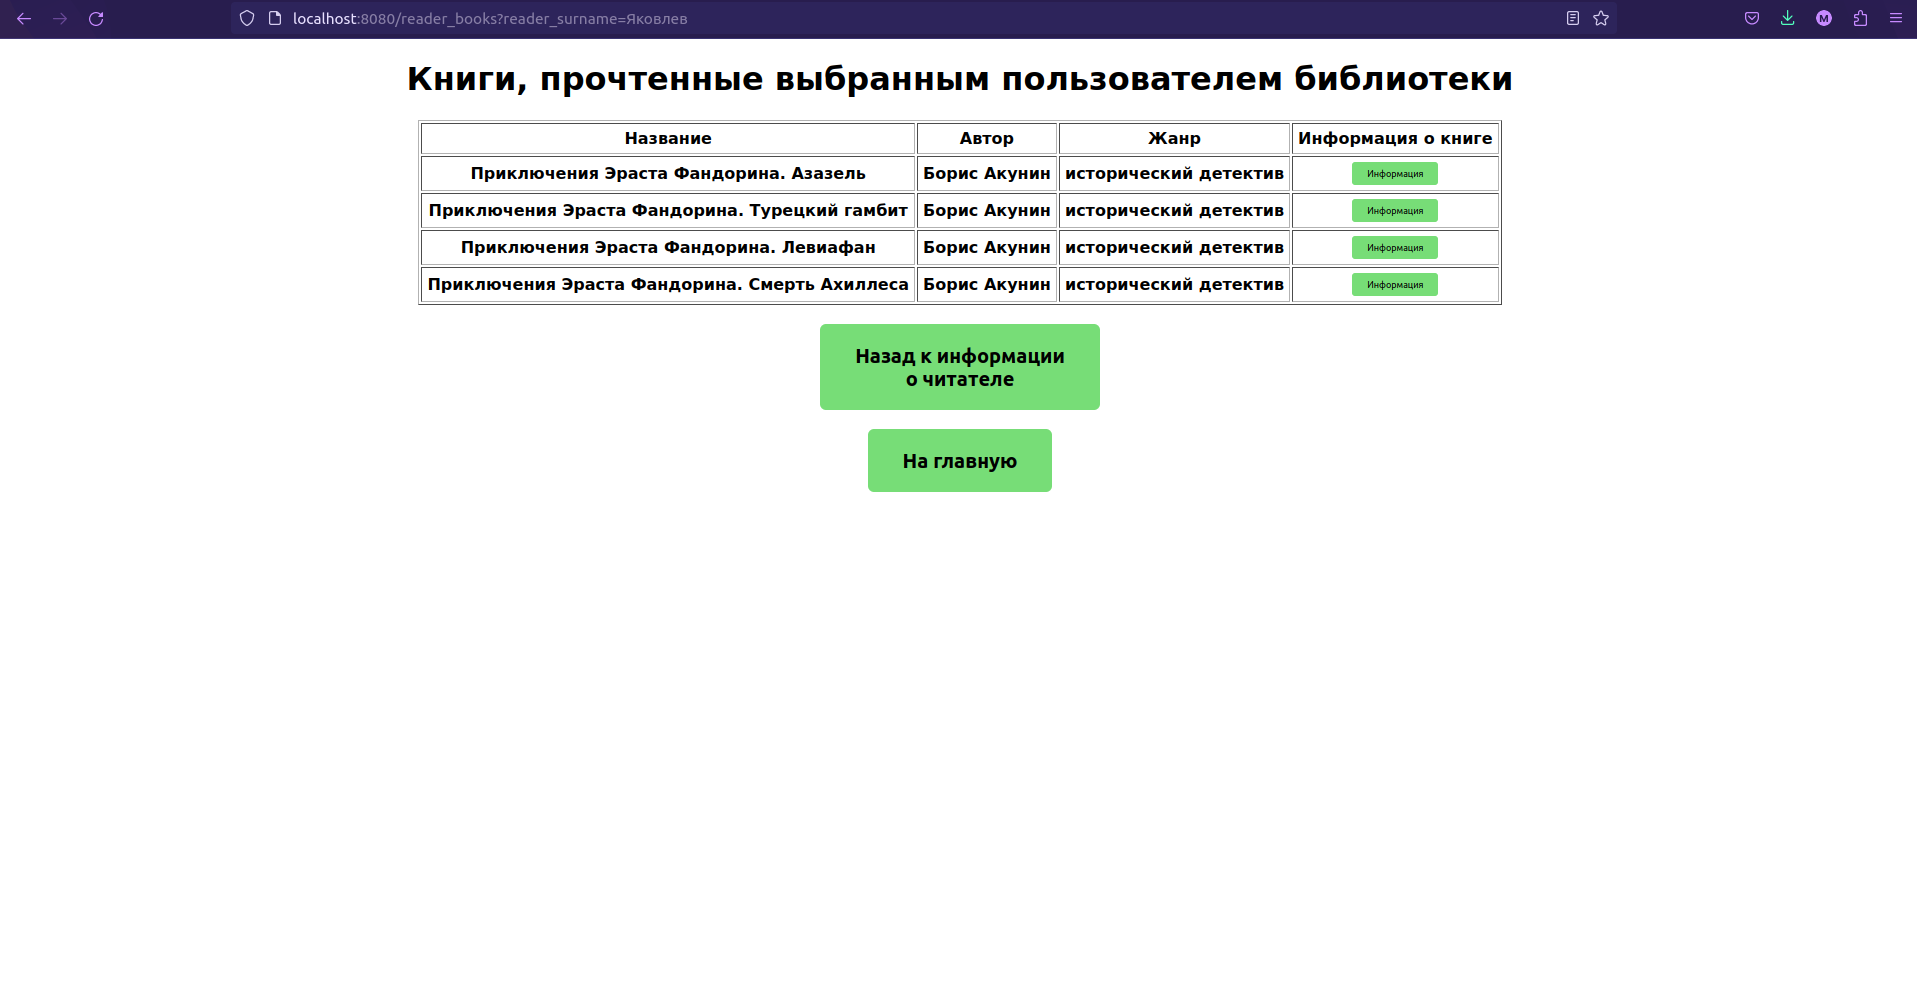 localhost:8080/reader_books?reader_surname=Яковлев
M
Книги, прочтенные выбранным пользователем библиотеки
Название Автор Жанр Информация о книге
Приключения Эраста Фандорина. Азазель Борис Акунин исторический детектив Информация
Приключения Эраста Фандорина. Турецкий гамбит Борис Акунин исторический детектив Информация
Приключения Эраста Фандорина. Левиафан Борис Акунин исторический детектив Информация
Приключения Эраста Фандорина. Смерть Ахиллеса Борис Акунин исторический детектив Информация
Назад к информации
о читателе
На главную